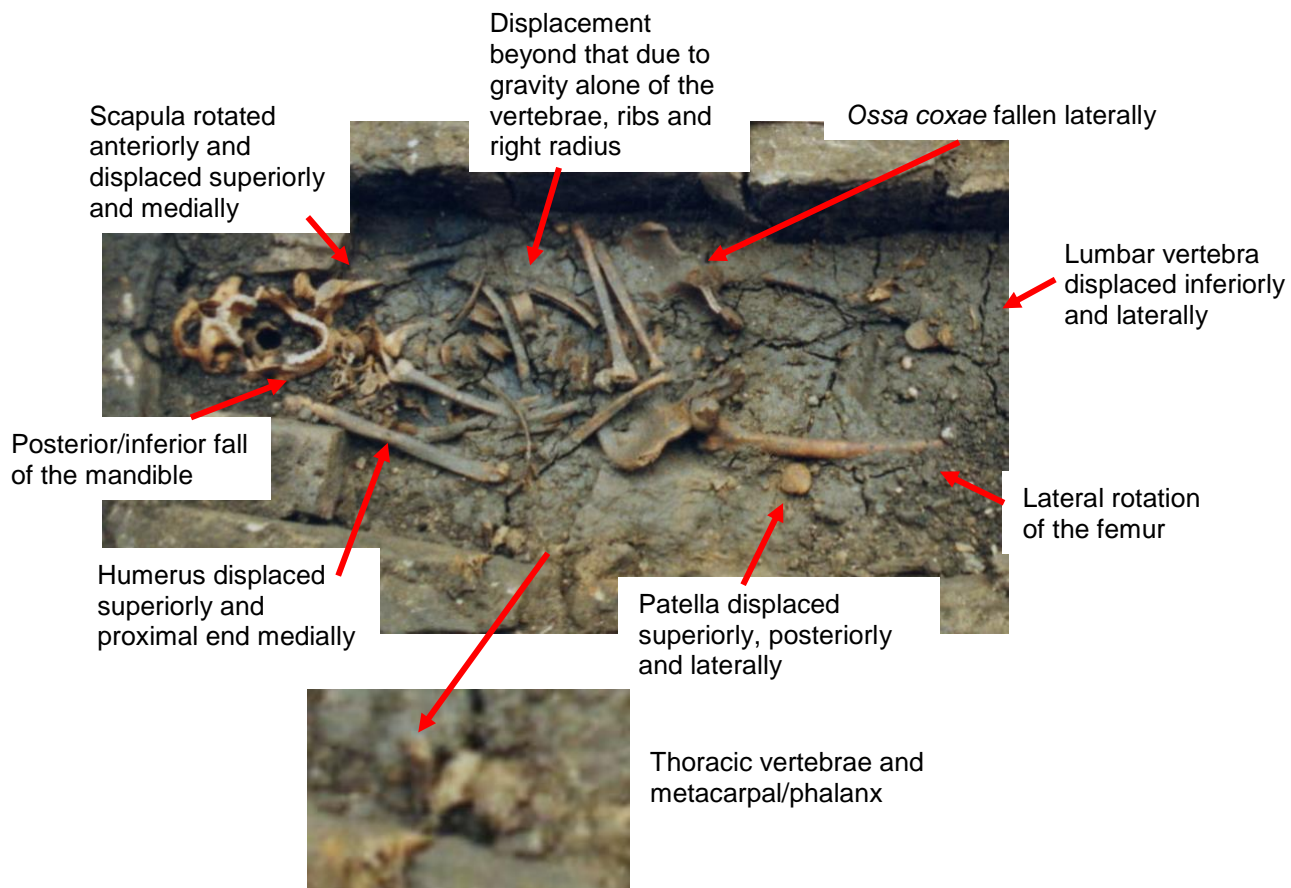 Displacement
beyond that due to
gravity alone of the
vertebrae, ribs and
right radius
Scapula rotated
anteriorly and
displaced superiorly
and medially
Ossa coxae fallen laterally
Lumbar vertebra
displaced inferiorly
and laterally
Posterior/inferior fall
of the mandible
Lateral rotation
of the femur
Humerus displaced
superiorly and
proximal end medially
Patella displaced
superiorly, posteriorly
and laterally
Thoracic vertebrae and
metacarpal/phalanx